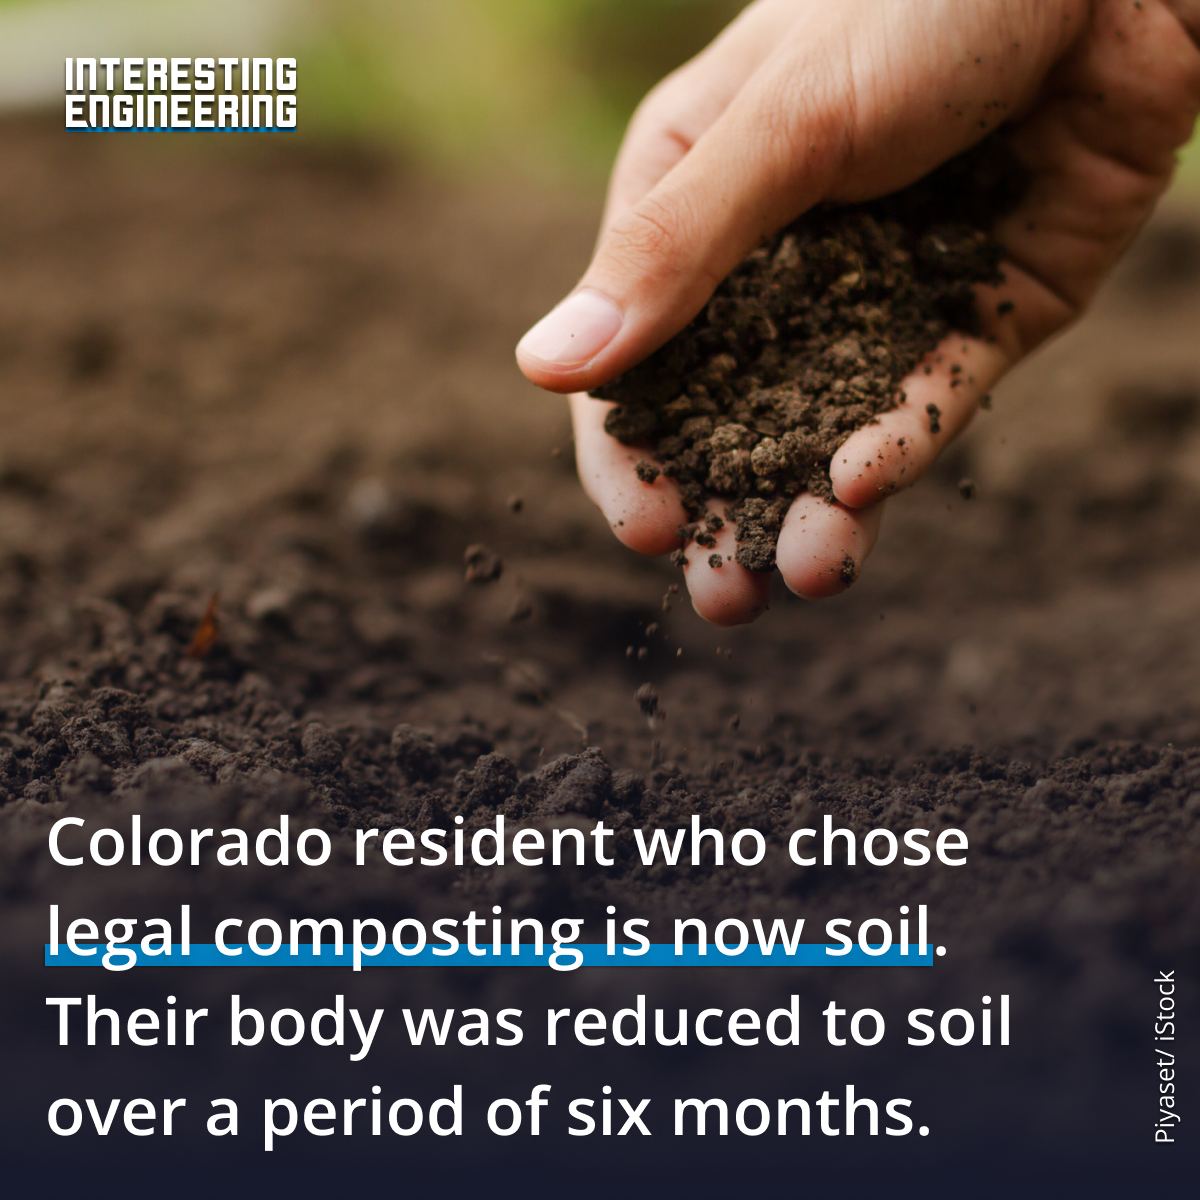 INTERESTING
ENGINEERING
Colorado resident who chose
legal composting is now soil.
Their body was reduced to soil
over a period of six months.
Piyaset/ iStock